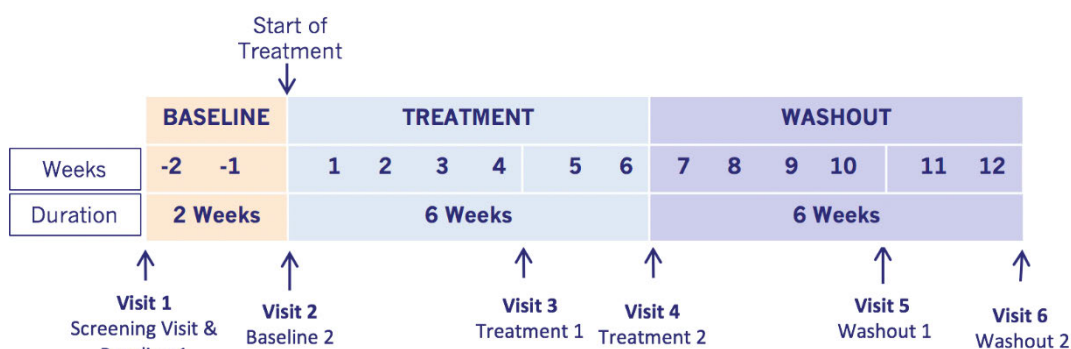 Start of
Treatment
BASELINE TREATMENT WASHOUT
Weeks -2 -1 1 2 3 4 5 6 7 8 9 10 11 12
Duration 2 Weeks 6 Weeks 6 Weeks
Visit 1
Screening Visit &
Visit 2
Baseline 2
Visit 3
Treatment 1
Visit 4
Treatment 2
Visit 5
Washout 1
Visit 6
Washout 2